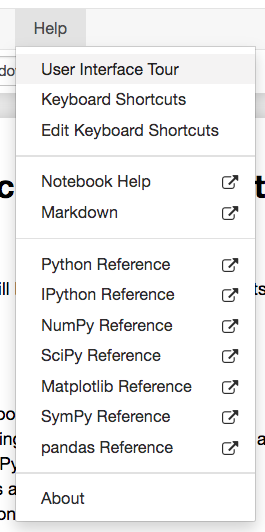 Help
User Interface Tour
Keyboard Shortcuts
Edit Keyboard Shortcuts
Notebook Help
Markdown
Python Reference
IPython Reference
NumPy Reference
SciPy Reference
Matplotlib Reference
SymPy Reference
pandas Reference
About